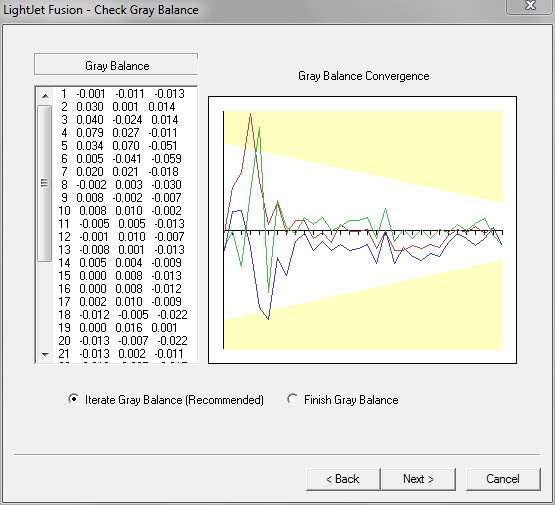 LightJet Fusion - Check Gray Balance
Gray Balance
Gray Balance Convergence
1 -0.001 -0.011 -0.013
2 0.030 0.001 0.014
3 0.040 -0.024 0.014
4 0.079 0.027 -0.011
5 0.034 0.070 -0.051
6 0.005 -0.041 -0.059
7 0.020 0.021 -0.018
8 -0.002 0.003 -0.030
9 0.008 -0.002 -0.007
10 0.008 0.010 -0.002
11 -0.005 0.005 -0.013
12 -0.001 0.010 -0.007
13 -0.008 0.001 -0.013
14 0.005 0.004 -0.009
15 0.000 0.008 -0.013
16 0.000 0.008 -0.012
17 0.002 0.010 -0.009
18 -0.012 -0.005 -0.022
19 0.000 0.016 0.001
20 -0.013 -0.007 -0.022
21 -0.013 0.002 -0.011
Iterate Gray Balance (Recommended)
Finish Gray Balance
< Back
Next >
Cancel